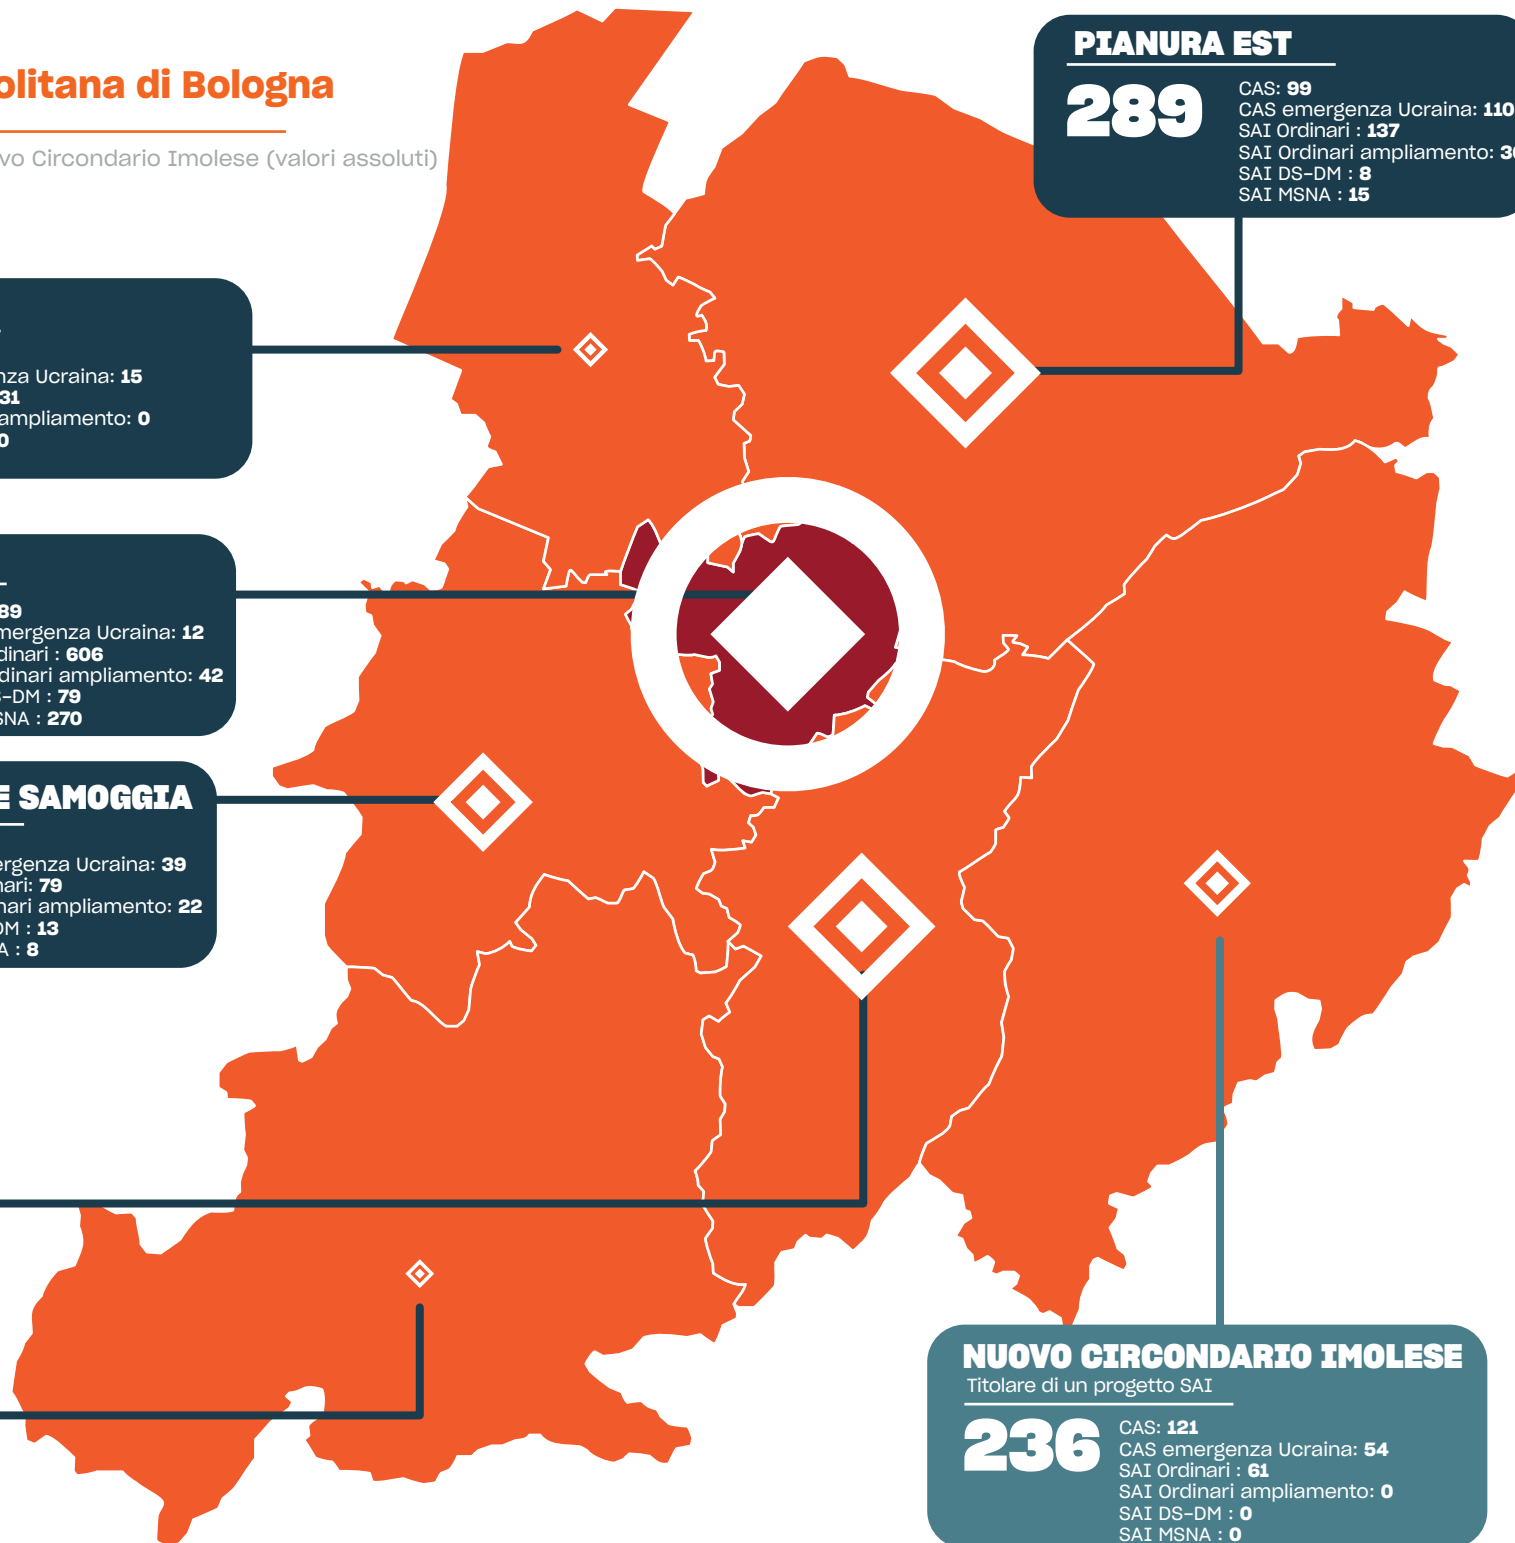 olitana di Bologna
vo Circondario Imolese (valori assoluti)
PIANURA EST
289
CAS: 99
CAS emergenza Ucraina: 110
SAI Ordinari : 137
SAI Ordinari ampliamento:
SAI DS-DM : 8
SAI MSNA : 15
nza Ucraina: 15
31
ampliamento: 0
0
89
mergenza Ucraina: 12
dinari : 606
dinari ampliamento: 42
S-DM : 79
SNA : 270
E SAMOGGIA
ergenza Ucraina: 39
nari: 79
nari ampliamento: 22
DM : 13
A : 8
NUOVO CIRCONDARIO IMOLESE
Titolare di un progetto SAI
236
CAS: 121
CAS emergenza Ucraina: 54
SAI Ordinari : 61
SAI Ordinari ampliamento: 0
SAI DS-DM : 0
SAI MSNA : 0